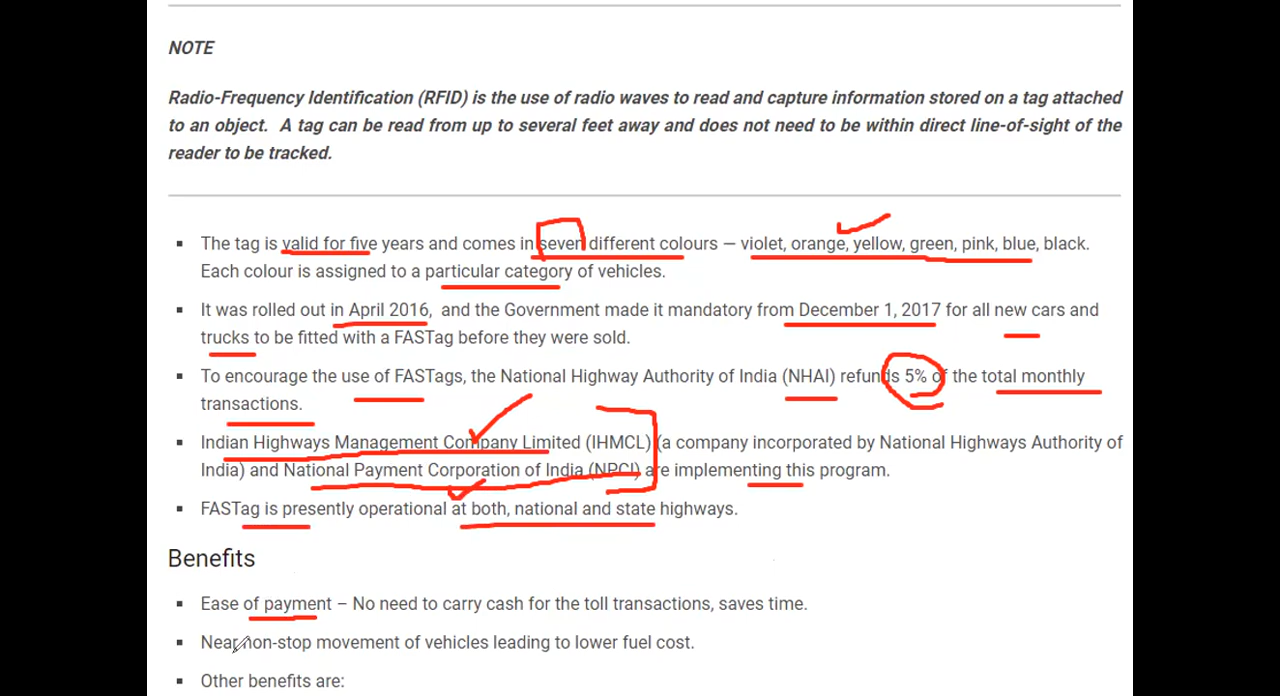 NOTE
Radio-Frequency Identification (RFID) is the use of radio waves to read and capture information stored on a tag attached
to an object. A tag can be read from up to several feet away and does not need to be within direct line-of-sight of the
reader to be tracked.
▪ The tag is valid for five years and comes in seven different colours — violet, orange, yellow, green, pink, blue, black.
Each colour is assigned to a particular category of vehicles.
▪ It was rolled out in April 2016, and the Government made it mandatory from December 1, 2017 for all new cars and
trucks to be fitted with a FASTag before they were sold.
▪ To encourage the use of FASTags, the National Highway Authority of India (NHAI) refunds 5% of the total monthly
transactions.
▪ Indian Highways Management Company Limited (IHMCL) (a company incorporated by National Highways Authority of
India) and National Payment Corporation of India (NPCI) are implementing this program.
▪ FASTag is presently operational at both, national and state highways.
Benefits
▪ Ease of payment – No need to carry cash for the toll transactions, saves time.
▪ Near non-stop movement of vehicles leading to lower fuel cost.
▪ Other benefits are: